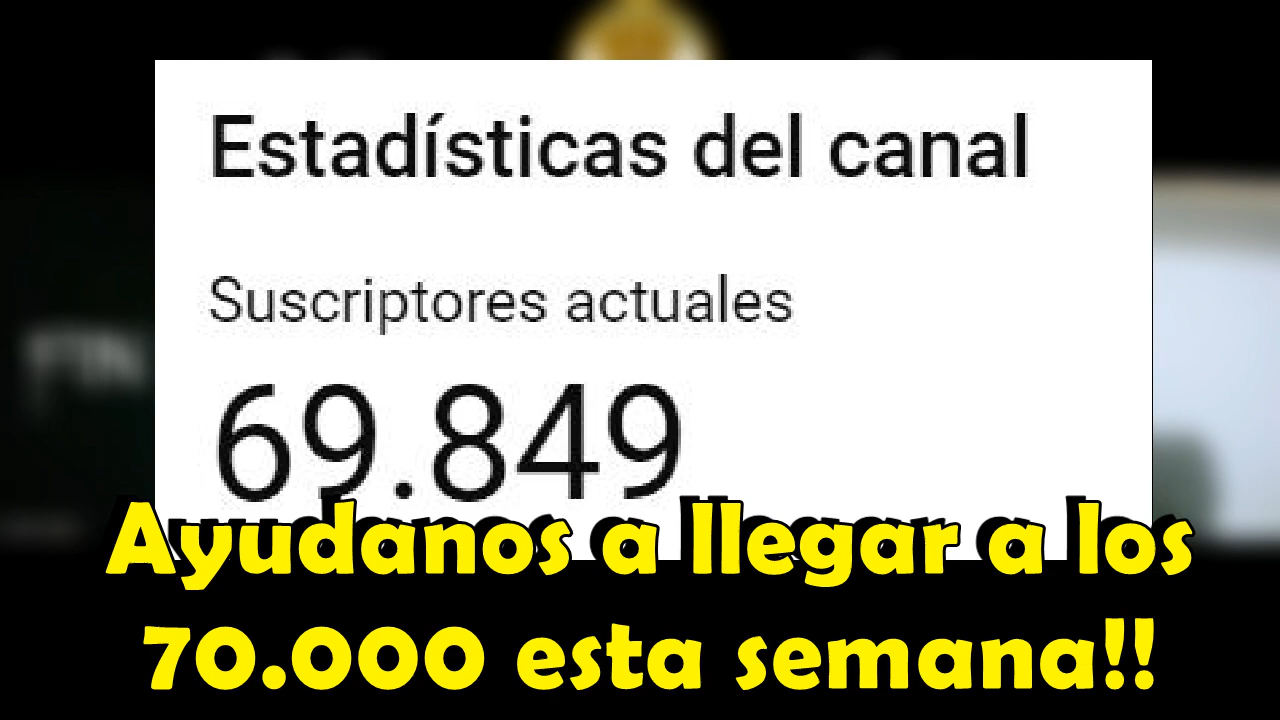 Estadísticas del canal
Suscriptores actuales
69.849
Ayudanos a llegar a los
70.000 esta semana!!